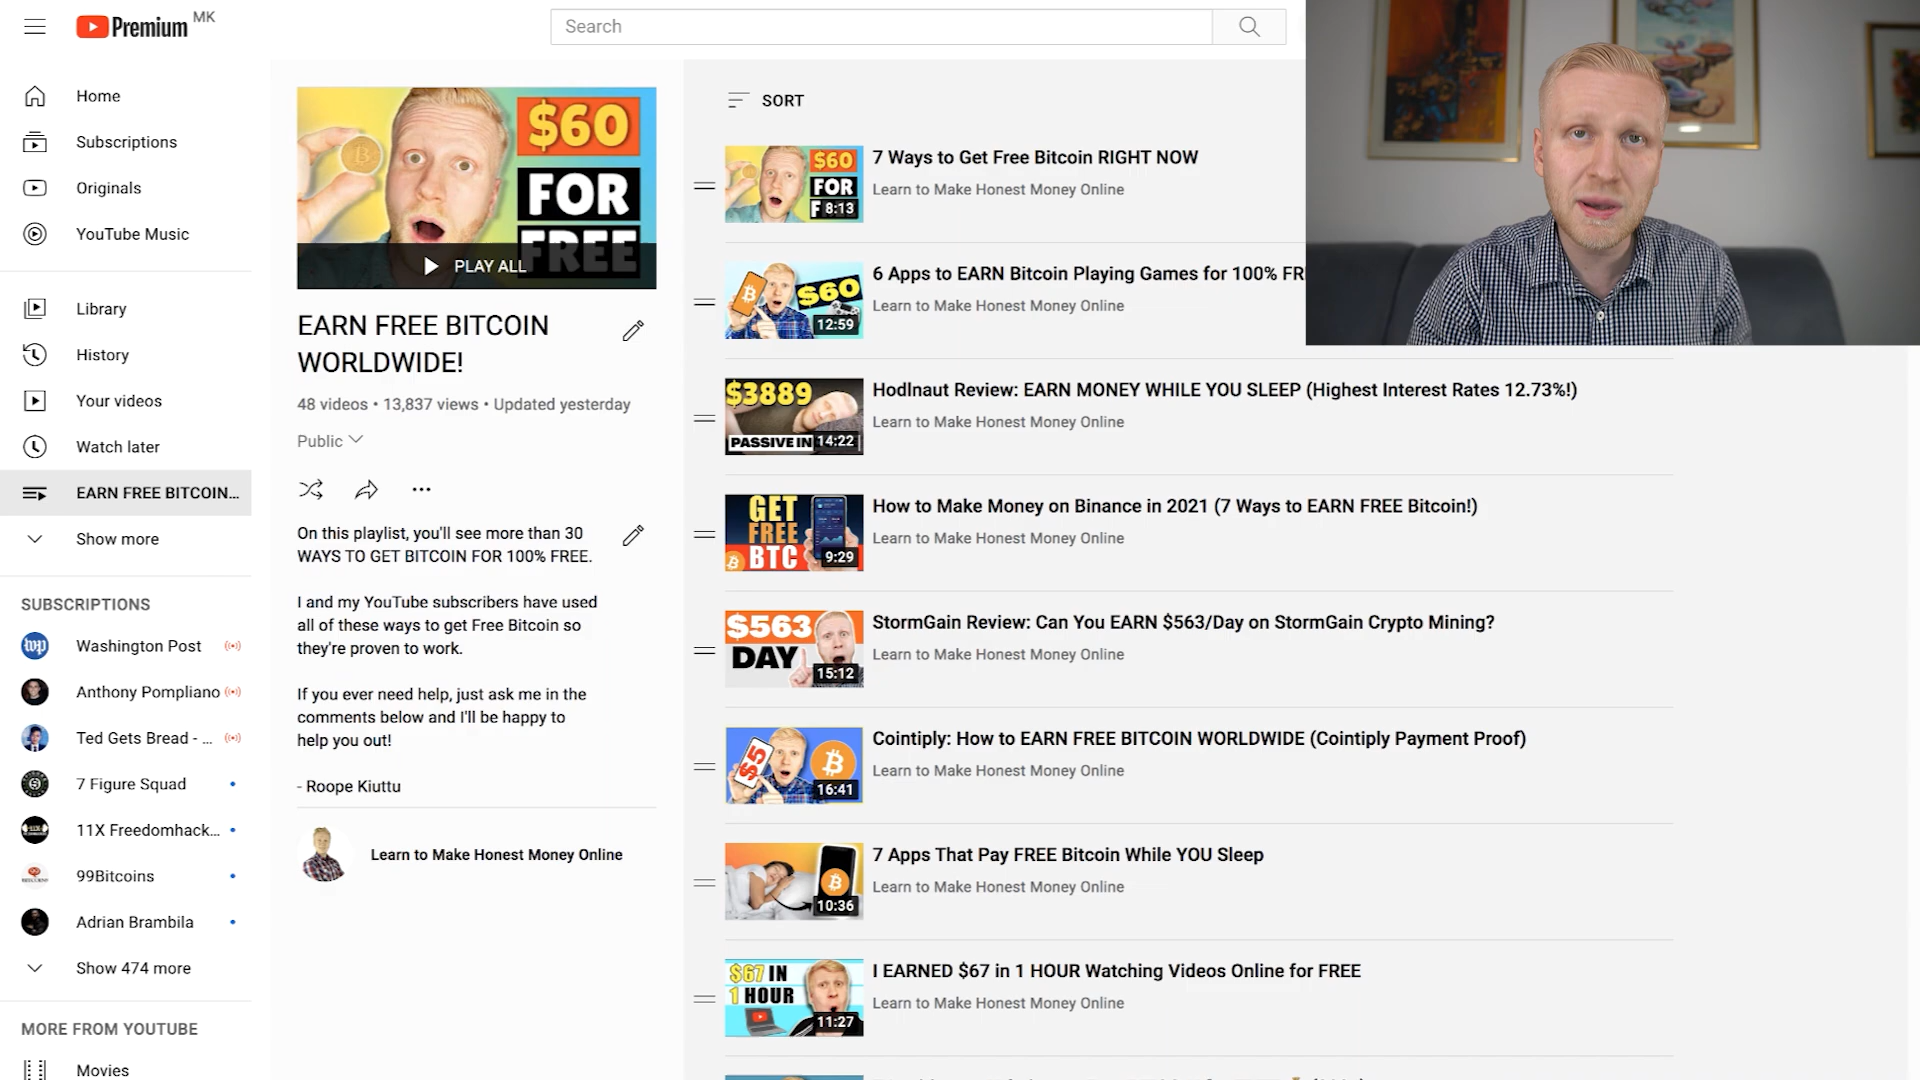 Premium MK
Search
Home
Subscriptions
Originals
YouTube Music
Library
History
Your videos
Watch later
EARN FREE BITCOIN...
Show more
SUBSCRIPTIONS
Washington Post
Anthony Pompliano
Ted Gets Bread - ...
7 Figure Squad
11X Freedomhack...
99Bitcoins
Adrian Brambila
Show 474 more
MORE FROM YOUTUBE
Movies
$60
FOR
FREE
PLAY ALL
EARN FREE BITCOIN
WORLDWIDE!
48 videos • 13,837 views • Updated yesterday
Public
On this playlist, you'll see more than 30
WAYS TO GET BITCOIN FOR 100% FREE.
I and my YouTube subscribers have used
all of these ways to get Free Bitcoin so
they're proven to work.
If you ever need help, just ask me in the
comments below and I'll be happy to
help you out!
- Roope Kiuttu
Learn to Make Honest Money Online
SORT
$60
FOR
F 8:13
7 Ways to Get Free Bitcoin RIGHT NOW
Learn to Make Honest Money Online
$60
12:59
6 Apps to EARN Bitcoin Playing Games for 100% FR
Learn to Make Honest Money Online
$3889
PASSIVE IN 14:22
Hodlnaut Review: EARN MONEY WHILE YOU SLEEP (Highest Interest Rates 12.73%!)
Learn to Make Honest Money Online
GET
FREE
BTC 9:29
How to Make Money on Binance in 2021 (7 Ways to EARN FREE Bitcoin!)
Learn to Make Honest Money Online
$563
DAY
15:12
StormGain Review: Can You EARN $563/Day on StormGain Crypto Mining?
Learn to Make Honest Money Online
$5
16:41
Cointiply: How to EARN FREE BITCOIN WORLDWIDE (Cointiply Payment Proof)
Learn to Make Honest Money Online
10:36
7 Apps That Pay FREE Bitcoin While YOU Sleep
Learn to Make Honest Money Online
$67 IN
1 HOUR
11:27
I EARNED $67 in 1 HOUR Watching Videos Online for FREE
Learn to Make Honest Money Online